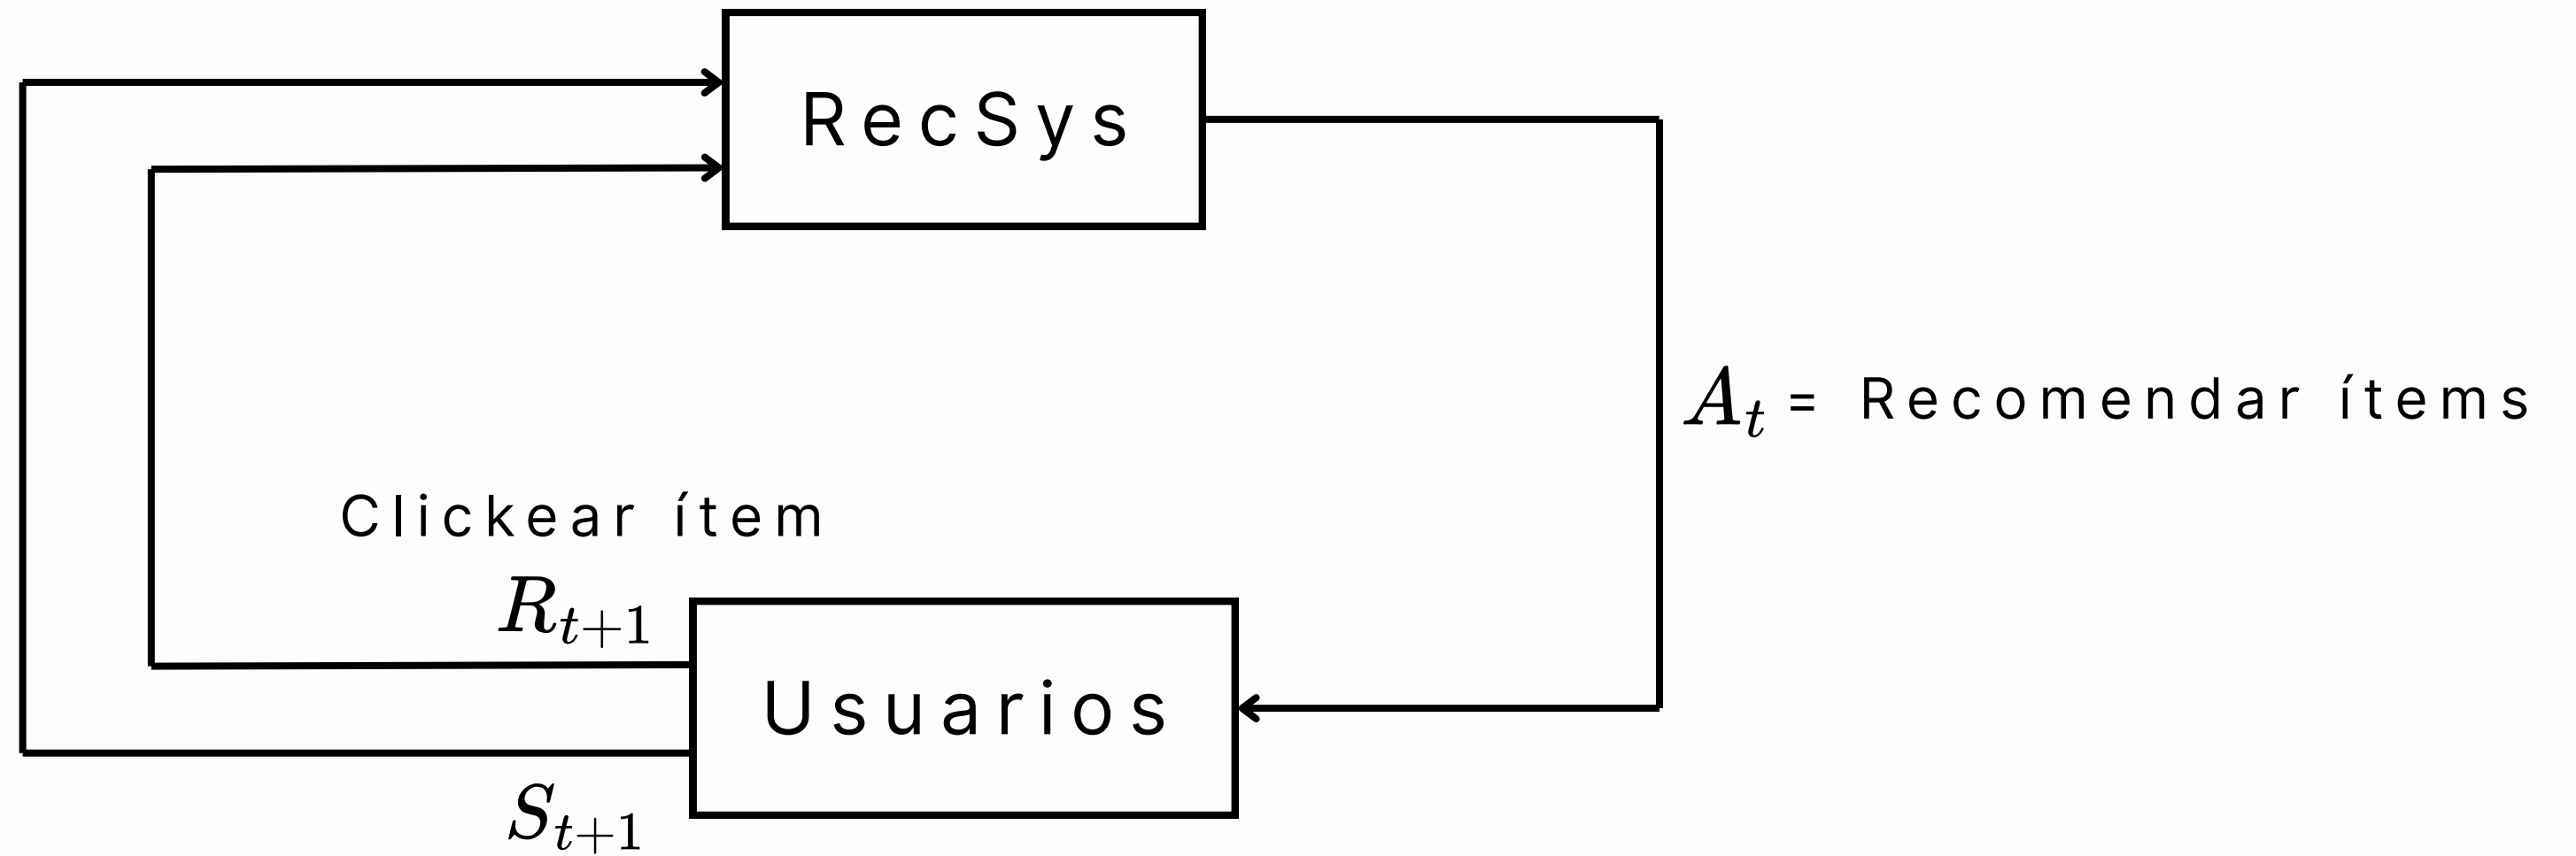 RecSys
A_t = Recomendar ítems
Clickear ítem
R_{t+1}
Usuarios
S_{t+1}